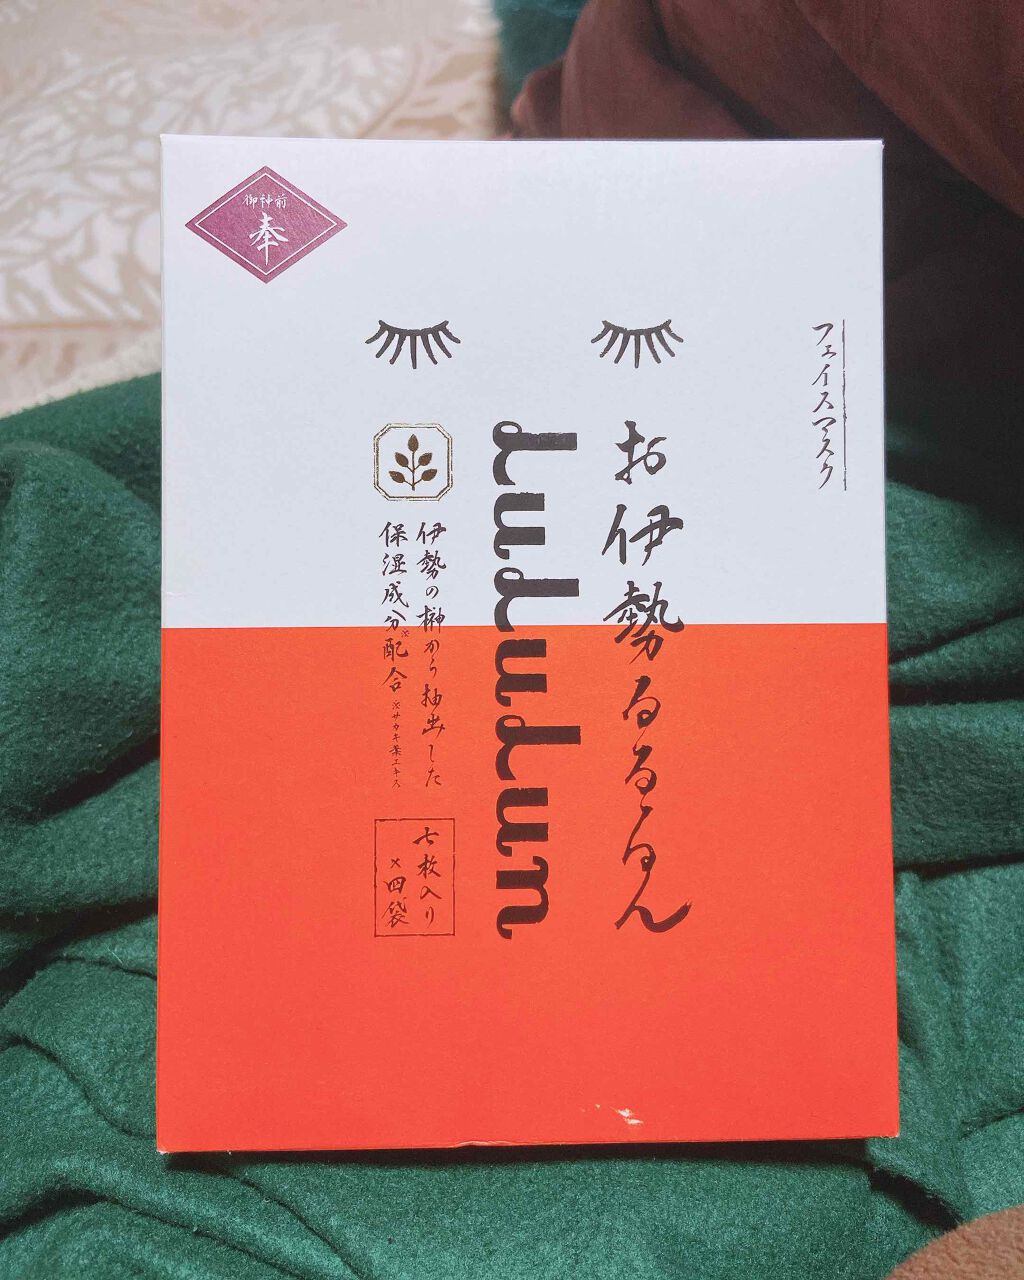 御神前
奉
フェイスマスク
お伊勢るるるん
LuLuLun
伊勢の榊から抽出した
保湿成分※配合 ※サカキ葉エキス
七枚入り
×四袋